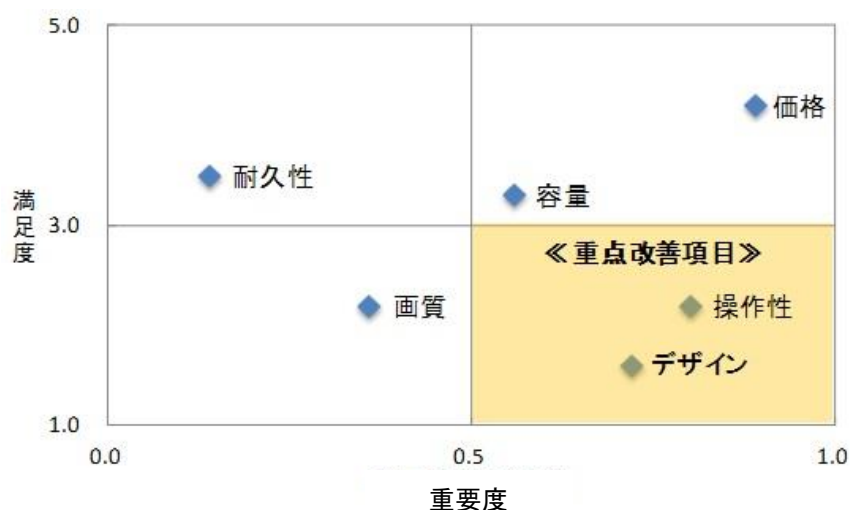 5.0
価格
耐久性
容量
満足度
3.0
≪重点改善項目≫
画質
操作性
デザイン
1.0
0.0
0.5
1.0
重要度